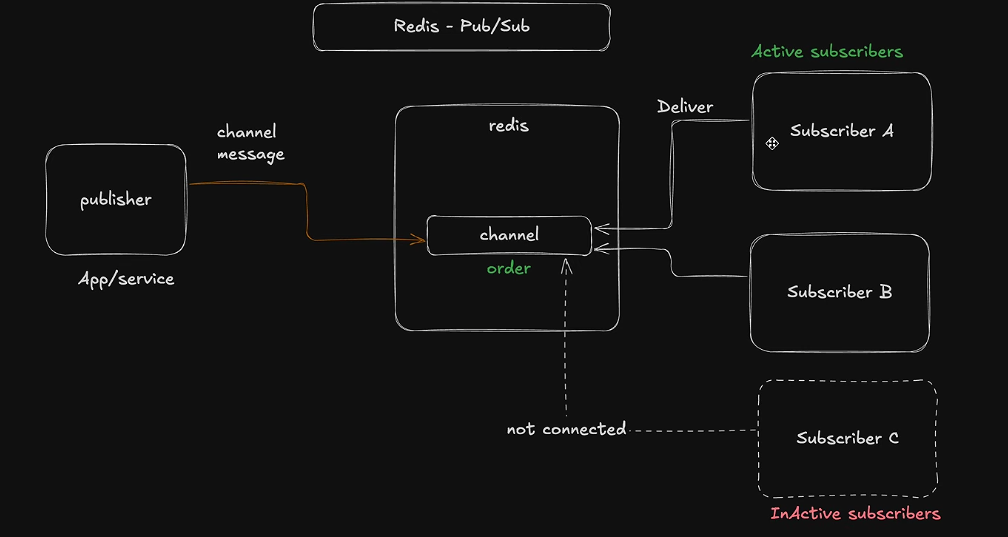 Redis - Pub/Sub
Active subscribers
Deliver
redis
channel
message
Subscriber A
publisher
channel
order
App/service
Subscriber B
not connected
Subscriber C
InActive subscribers